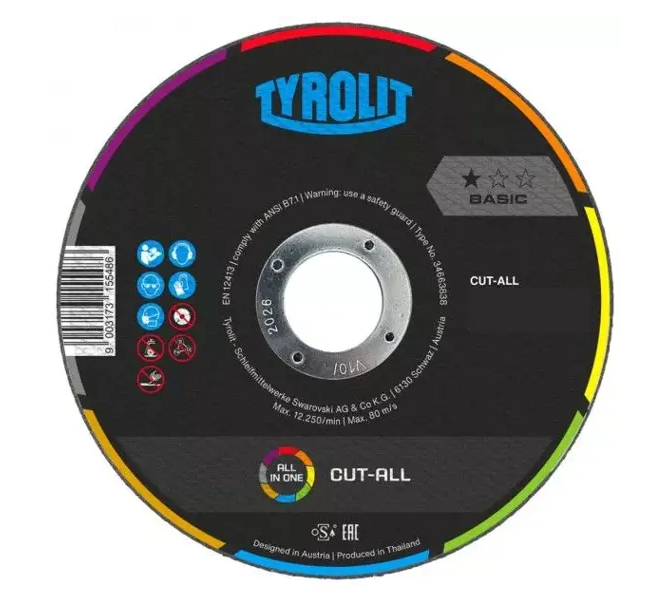 TYROLIT
BASIC
EN 12413 | comply with ANSI B7.1 | Warning: use a safety guard | Type No. 34663838
CUT-ALL
2026
V10/
9 003173 155486
Tyrolit - Schleifmittelwerke Swarovski AG & Co K.G. | 6130 Schwaz | Austria
Max. 12.250/min | Max. 80 m/s
ALL
IN ONE
CUT-ALL
S
EAC
Designed in Austria | Produced in Thailand